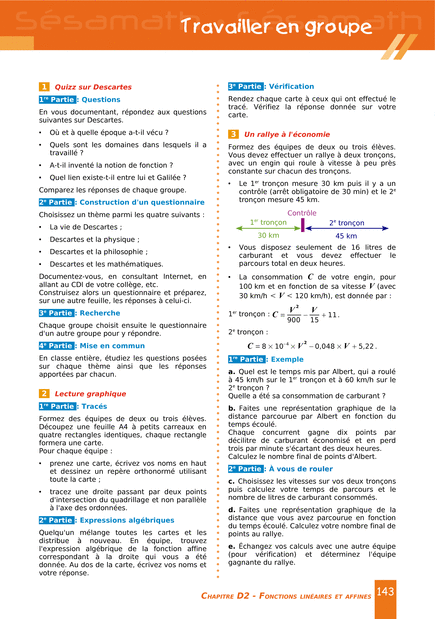 Sésamath Sésamath Sésamath
Travailler en groupe
1 Quizz sur Descartes
1re Partie : Questions
En vous documentant, répondez aux questions
suivantes sur Descartes.
• Où et à quelle époque a-t-il vécu ?
• Quels sont les domaines dans lesquels il a
travaillé ?
• A-t-il inventé la notion de fonction ?
• Quel lien existe-t-il entre lui et Galilée ?
Comparez les réponses de chaque groupe.
2e Partie : Construction d'un questionnaire
Choisissez un thème parmi les quatre suivants :
• La vie de Descartes ;
• Descartes et la physique ;
• Descartes et la philosophie ;
• Descartes et les mathématiques.
Documentez-vous, en consultant Internet, en
allant au CDI de votre collège, etc.
Construisez alors un questionnaire et préparez,
sur une autre feuille, les réponses à celui-ci.
3e Partie : Recherche
Chaque groupe choisit ensuite le questionnaire
d'un autre groupe pour y répondre.
4e Partie : Mise en commun
En classe entière, étudiez les questions posées
sur chaque thème ainsi que les réponses
apportées par chacun.
2 Lecture graphique
1re Partie : Tracés
Formez des équipes de deux ou trois élèves.
Découpez une feuille A4 à petits carreaux en
quatre rectangles identiques, chaque rectangle
formera une carte.
Pour chaque équipe :
• prenez une carte, écrivez vos noms en haut
et dessinez un repère orthonormé utilisant
toute la carte ;
• tracez une droite passant par deux points
d'intersection du quadrillage et non parallèle
à l'axe des ordonnées.
2e Partie : Expressions algébriques
Quelqu'un mélange toutes les cartes et les
distribue à nouveau. En équipe, trouvez
l'expression algébrique de la fonction affine
correspondant à la droite qui vous a été
donnée. Au dos de la carte, écrivez vos noms et
votre réponse.
3e Partie : Vérification
Rendez chaque carte à ceux qui ont effectué le
tracé. Vérifiez la réponse donnée sur votre
carte.
3 Un rallye à l'économie
Formez des équipes de deux ou trois élèves.
Vous devez effectuer un rallye à deux tronçons,
avec un engin qui roule à vitesse à peu près
constante sur chacun des tronçons.
• Le 1er tronçon mesure 30 km puis il y a un
contrôle (arrêt obligatoire de 30 min) et le 2e
tronçon mesure 45 km.
Contrôle
1er tronçon 2e tronçon
30 km 45 km
• Vous disposez seulement de 16 litres de
carburant et vous devez effectuer le
parcours total en deux heures.
• La consommation C de votre engin, pour
100 km et en fonction de sa vitesse V (avec
30 km/h < V < 120 km/h), est donnée par :
1er tronçon : C = V²/900 − V/15 + 11.
2e tronçon :
C = 8 × 10⁻⁴ × V² − 0,048 × V + 5,22.
1re Partie : Exemple
a. Quel est le temps mis par Albert, qui a roulé
à 45 km/h sur le 1er tronçon et à 60 km/h sur le
2e tronçon ?
Quelle a été sa consommation de carburant ?
b. Faites une représentation graphique de la
distance parcourue par Albert en fonction du
temps écoulé.
Chaque concurrent gagne dix points par
décilitre de carburant économisé et en perd
trois par minute s'écartant des deux heures.
Calculez le nombre final de points d'Albert.
2e Partie : À vous de rouler
c. Choisissez les vitesses sur vos deux tronçons
puis calculez votre temps de parcours et le
nombre de litres de carburant consommés.
d. Faites une représentation graphique de la
distance que vous avez parcourue en fonction
du temps écoulé. Calculez votre nombre final de
points au rallye.
e. Échangez vos calculs avec une autre équipe
(pour vérification) et déterminez l'équipe
gagnante du rallye.
Chapitre D2 - Fonctions linéaires et affines 143